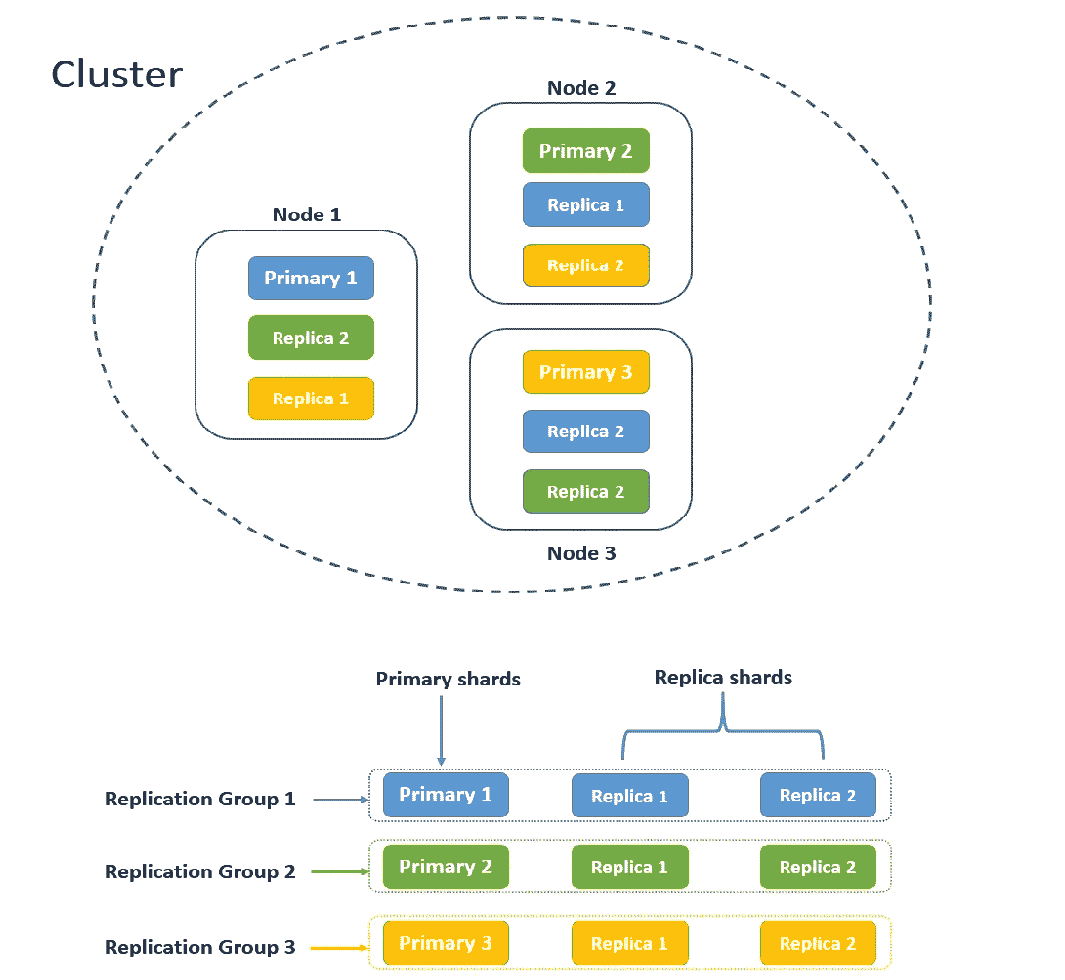 Cluster
Node 2
Primary 2
Replica 1
Replica 2
Node 1
Primary 1
Replica 2
Replica 1
Primary 3
Replica 2
Replica 2
Node 3
Primary shards
Replica shards
Replication Group 1
Primary 1
Replica 1
Replica 2
Replication Group 2
Primary 2
Replica 1
Replica 2
Replication Group 3
Primary 3
Replica 1
Replica 2